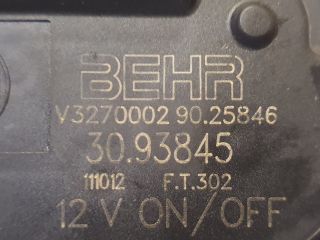 BEHR
V3270002 90.25846
30.93845
111012 F.T.302
12 V ON/OFF